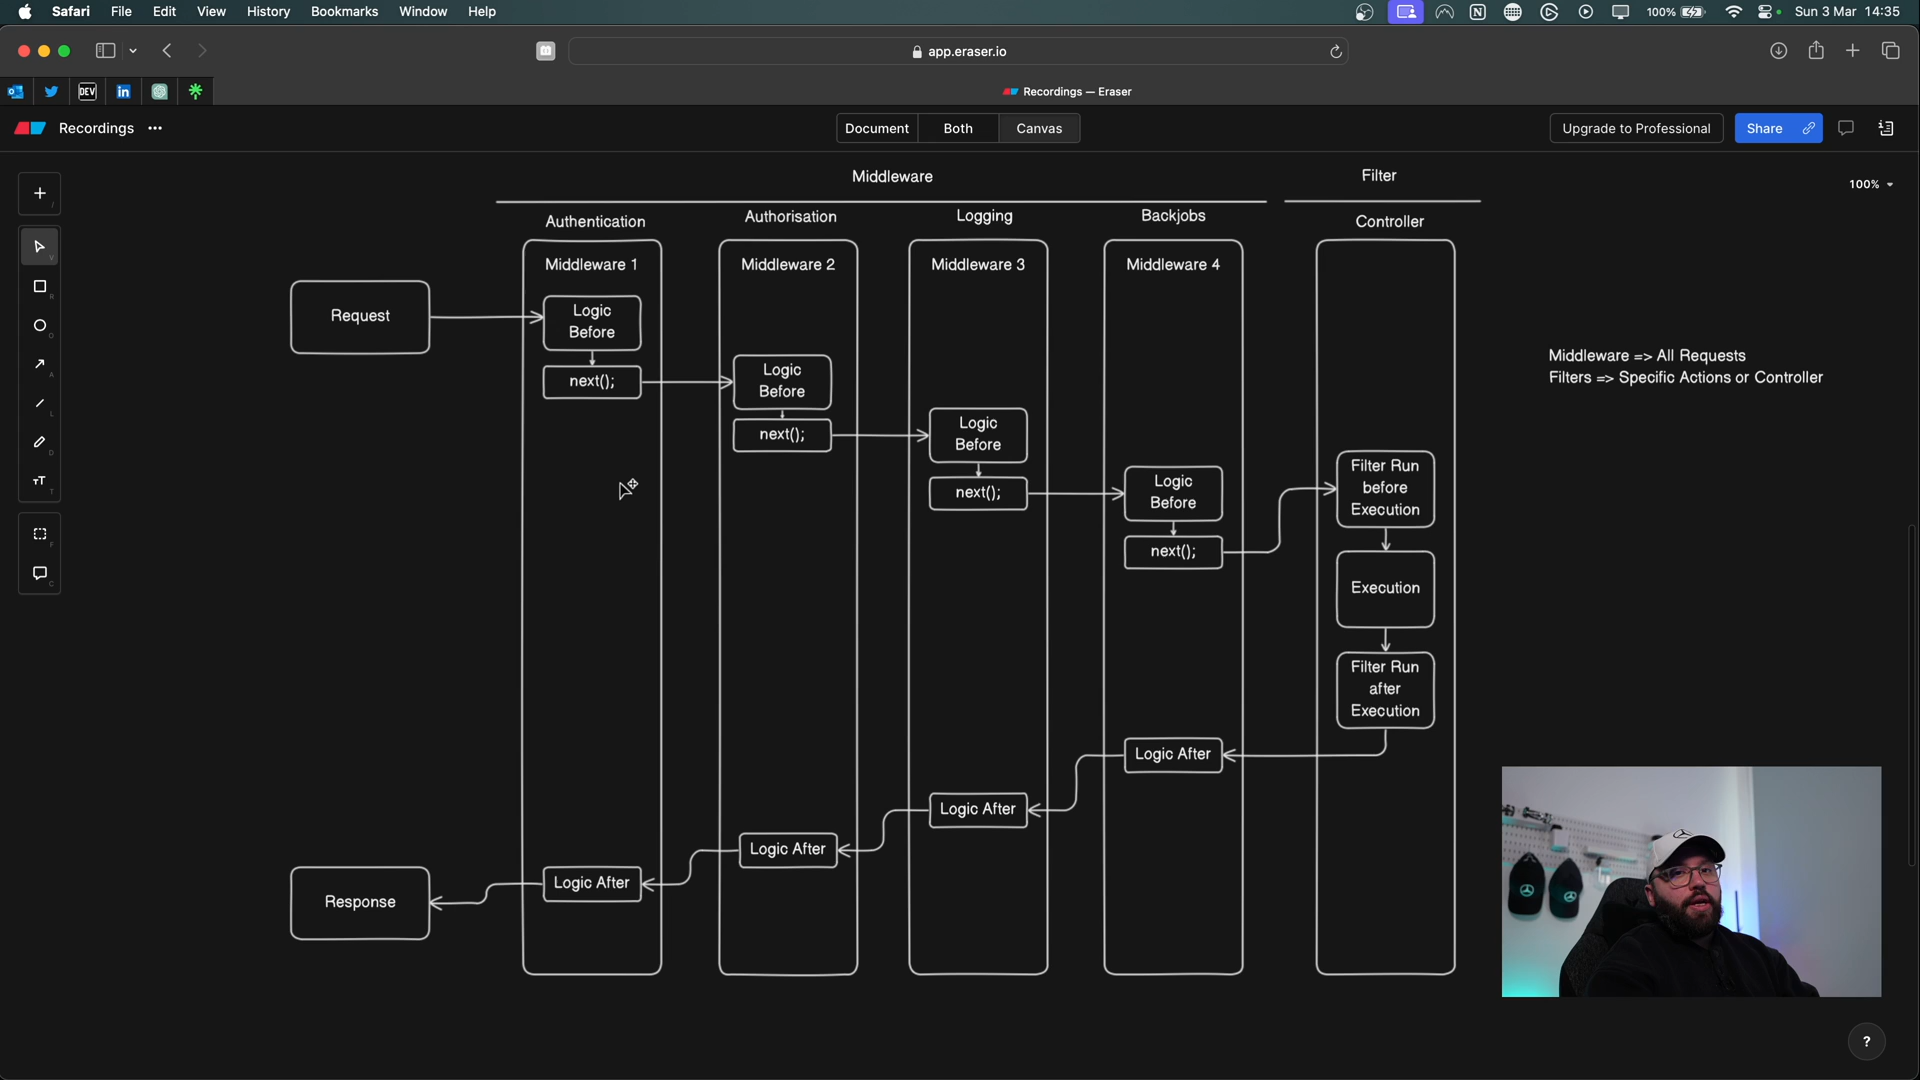 Safari File Edit View History Bookmarks Window Help
100% Sun 3 Mar 14:35
app.eraser.io
DEV
Recordings — Eraser
Recordings ...
Document Both Canvas
Upgrade to Professional Share
100%
Middleware
Filter
Authentication
Authorisation
Logging
Backjobs
Controller
Middleware 1
Middleware 2
Middleware 3
Middleware 4
Request
Logic
Before
next();
Logic
Before
next();
Logic
Before
next();
Logic
Before
next();
Filter Run
before
Execution
Execution
Filter Run
after
Execution
Middleware => All Requests
Filters => Specific Actions or Controller
Logic After
Logic After
Logic After
Logic After
Response
?